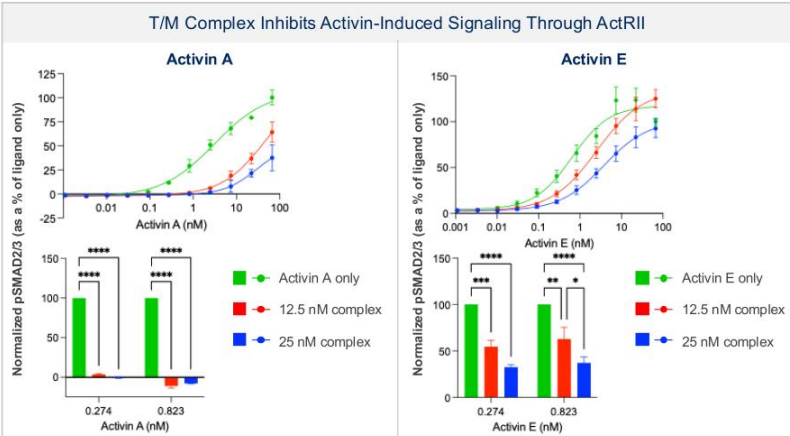 T/M Complex Inhibits Activin-Induced Signaling Through ActRII
Activin A
Normalized pSMAD2/3 (as a % of ligand only)
125
100
75
50
25
0
-25
0.01 0.1 1 10 100
Activin A (nM)
150
100
50
0
**** ****
**** ****
0.274 0.823
Activin A (nM)
Activin A only
12.5 nM complex
25 nM complex
Activin E
Normalized pSMAD2/3 (as a % of ligand only)
150
100
50
0
0.001 0.01 0.1 1 10 100
Activin E (nM)
150
100
50
0
**** ****
*** ** *
0.274 0.823
Activin E (nM)
Activin E only
12.5 nM complex
25 nM complex